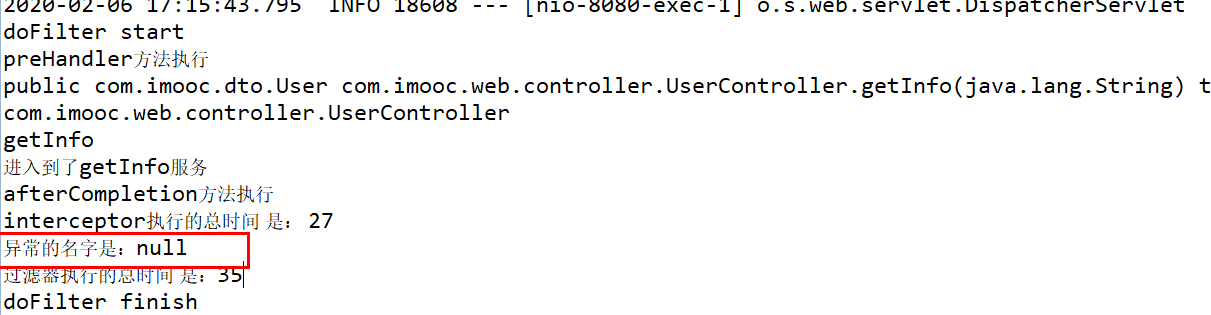 2020-02-06 17:15:43.795  INFO 18608 --- [nio-8080-exec-1] o.s.web.servlet.DispatcherServlet
doFilter start
preHandler方法执行
public com.imooc.dto.User com.imooc.web.controller.UserController.getInfo(java.lang.String) t
com.imooc.web.controller.UserController
getInfo
进入到了getInfo服务
afterCompletion方法执行
interceptor执行的总时间 是： 27
异常的名字是：null
过滤器执行的总时间 是：35
doFilter finish